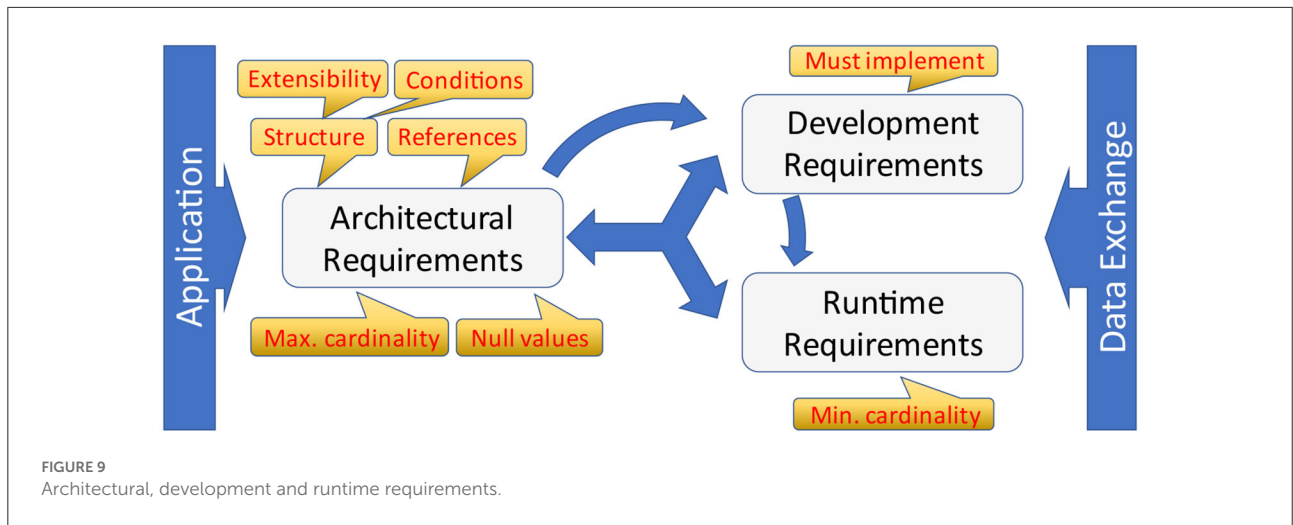 Application
Extensibility
Conditions
Structure
References
Architectural
Requirements
Max. cardinality
Null values
Must implement
Development
Requirements
Runtime
Requirements
Min. cardinality
Data Exchange
FIGURE 9
Architectural, development and runtime requirements.